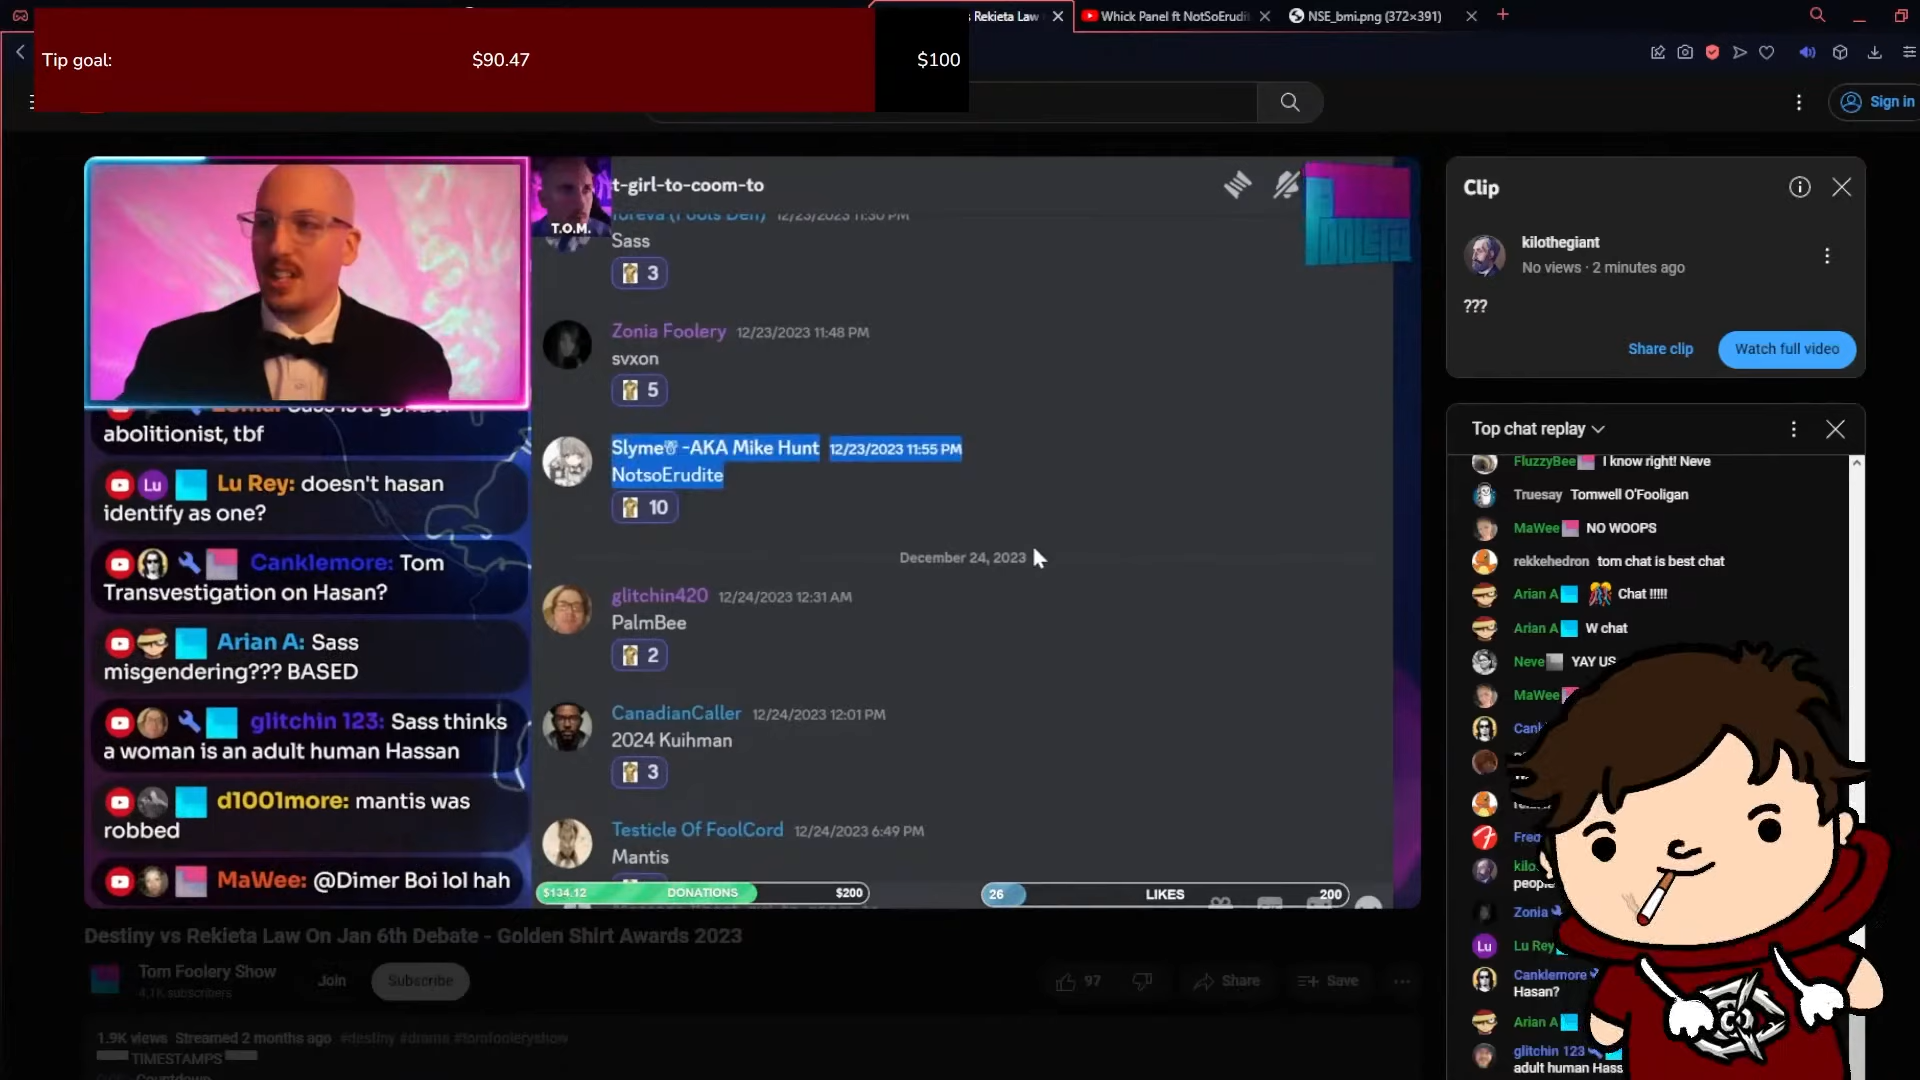 Tip goal:
$90.47
$100
s Rekieta Law
Whick Panel ft NotSoErudi
NSE_bmi.png (372×391)
Sign in
T.O.M.
t-girl-to-coom-to
foreva (Fools Den) 12/23/2023 11:30 PM
Sass
3
Zonia Foolery 12/23/2023 11:48 PM
svxon
5
Slyme -AKA Mike Hunt 12/23/2023 11:55 PM
NotsoErudite
10
December 24, 2023
glitchin420 12/24/2023 12:31 AM
PalmBee
2
CanadianCaller 12/24/2023 12:01 PM
2024 Kuihman
3
Testicle Of FoolCord 12/24/2023 6:49 PM
Mantis
$134.12 DONATIONS $200
26 LIKES 200
Zonia: Sass is a gender
abolitionist, tbf
Lu Lu Rey: doesn't hasan
identify as one?
Canklemore: Tom
Transvestigation on Hasan?
Arian A: Sass
misgendering??? BASED
glitchin 123: Sass thinks
a woman is an adult human Hassan
d1001more: mantis was
robbed
MaWee: @Dimer Boi lol hah
Clip
kilothegiant
No views · 2 minutes ago
???
Share clip
Watch full video
Top chat replay
FluzzyBee I know right! Neve
Truesay Tomwell O'Fooligan
MaWee NO WOOPS
rekkehedron tom chat is best chat
Arian A Chat !!!!!
Arian A W chat
Neve YAY US
MaWee
Cank
Fred
kilo
people
Zonia
Lu Lu Rey
Canklemore
Hasan?
Arian A
glitchin 123
adult human Hass
Destiny vs Rekieta Law On Jan 6th Debate - Golden Shirt Awards 2023
Tom Foolery Show
4.1K subscribers
Join
Subscribe
97
Share
Save
1.9K views Streamed 2 months ago #destiny #drama #tomfooleryshow
TIMESTAMPS
Countdown